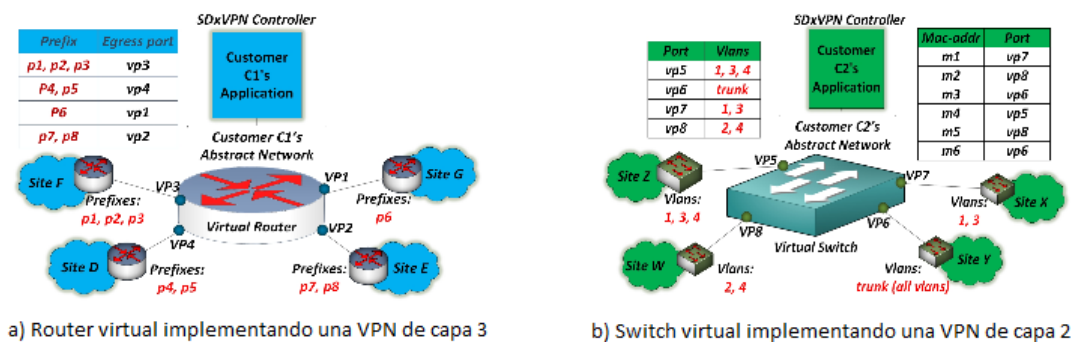 SDxVPN Controller
Prefix Egress port
p1, p2, p3 vp3
P4, p5 vp4
P6 vp1
p7, p8 vp2
Customer
C1's
Application
Customer C1's
Abstract Network
Site F
VP3
Prefixes:
p1, p2, p3
VP1
Site G
Prefixes:
p6
Virtual Router
VP4
VP2
Site D
Prefixes:
p4, p5
Prefixes:
p7, p8
Site E
a) Router virtual implementando una VPN de capa 3
SDxVPN Controller
Port Vlans
vp5 1, 3, 4
vp6 trunk
vp7 1, 3
vp8 2, 4
Customer
C2's
Application
Mac-addr Port
m1 vp7
m2 vp8
m3 vp6
m4 vp5
m5 vp8
m6 vp6
Customer C2's
Abstract Network
Site Z
VP5
Vlans:
1, 3, 4
VP7
Site X
Vlans:
1, 3
VP8
VP6
Virtual Switch
Site W
Vlans:
2, 4
Vlans:
trunk (all vlans)
Site Y
b) Switch virtual implementando una VPN de capa 2